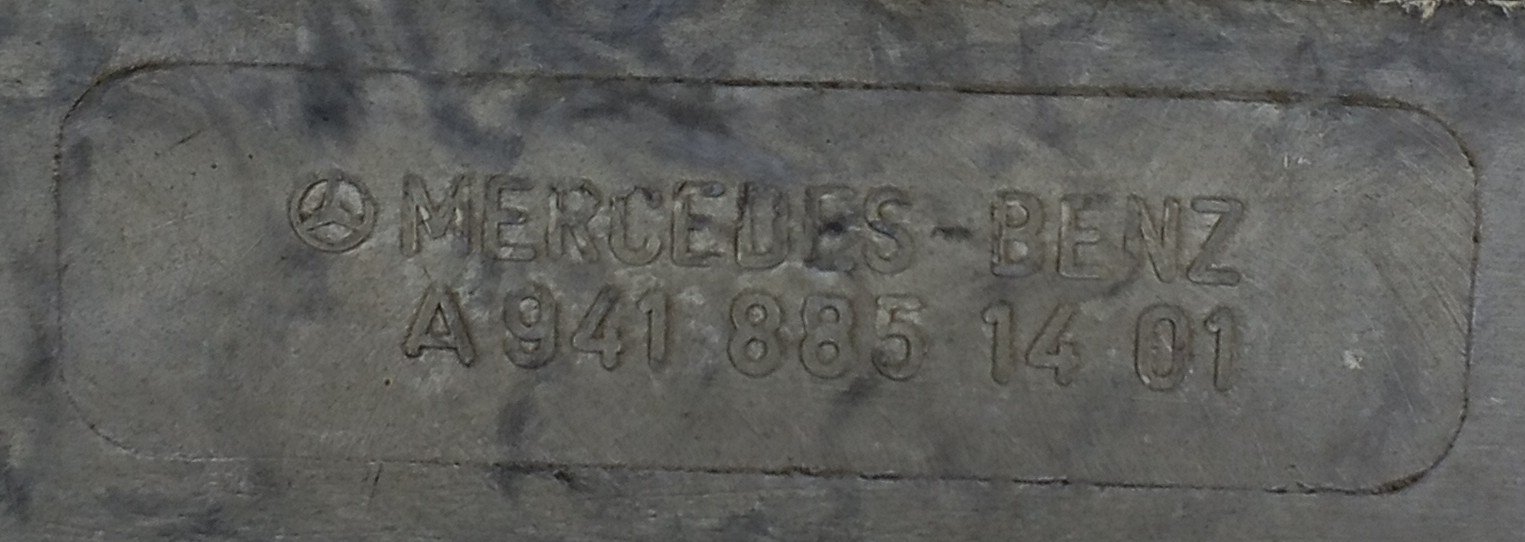 MERCEDES-BENZ
A 941 885 14 01